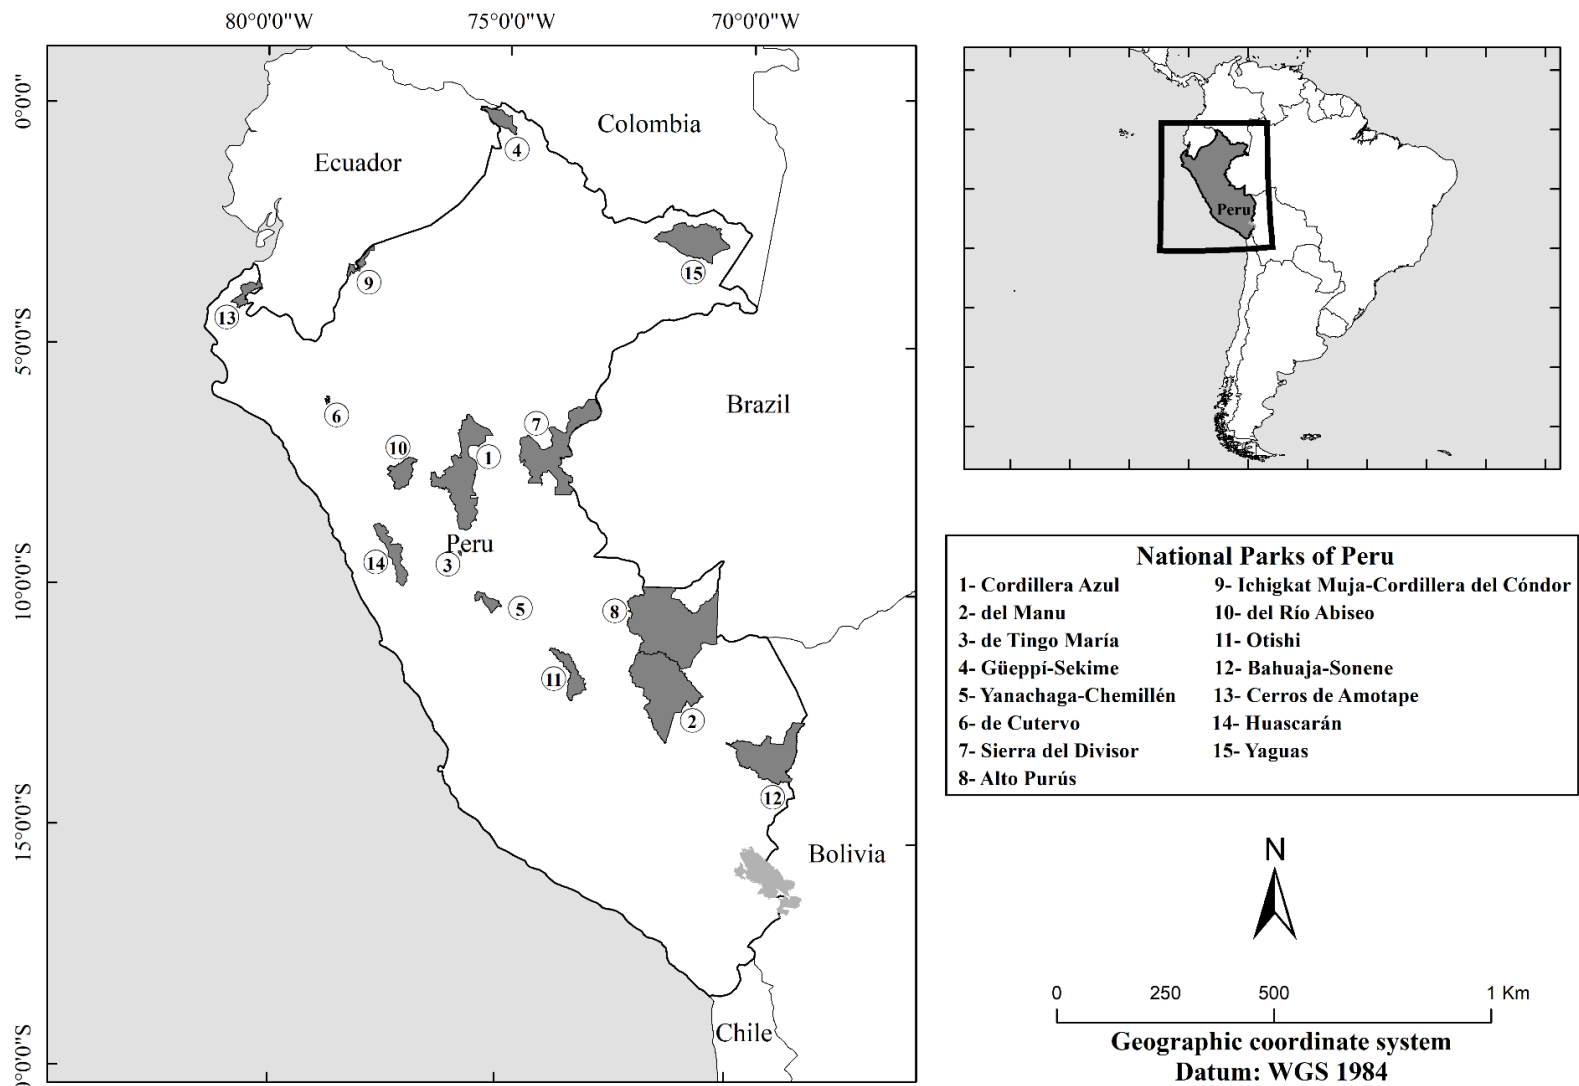 80°0'0"W 75°0'0"W 70°0'0"W
0°0'0"
5°0'0"S
10°0'0"S
15°0'0"S
0°0'0"S
Colombia
Ecuador
4
15
9
13
Brazil
6
7
10
1
Peru
14
3
5
8
11
2
12
Bolivia
Chile
Peru
National Parks of Peru
1- Cordillera Azul
2- del Manu
3- de Tingo María
4- Güeppí-Sekime
5- Yanachaga-Chemillén
6- de Cutervo
7- Sierra del Divisor
8- Alto Purús
9- Ichigkat Muja-Cordillera del Cóndor
10- del Río Abiseo
11- Otishi
12- Bahuaja-Sonene
13- Cerros de Amotape
14- Huascarán
15- Yaguas
N
0 250 500 1 Km
Geographic coordinate system
Datum: WGS 1984